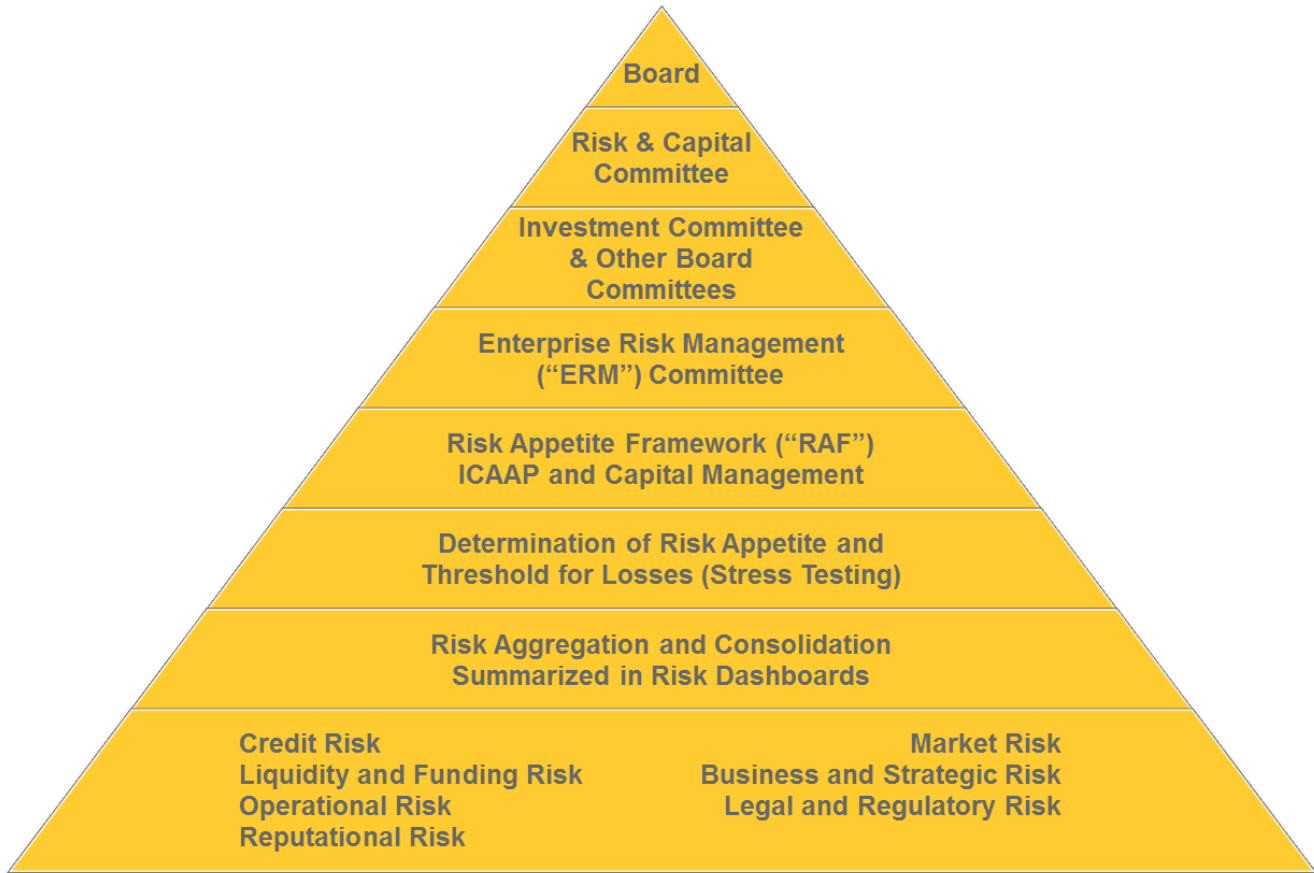 Board
Risk & Capital
Committee
Investment Committee
& Other Board
Committees
Enterprise Risk Management
(“ERM”) Committee
Risk Appetite Framework (“RAF”)
ICAAP and Capital Management
Determination of Risk Appetite and
Threshold for Losses (Stress Testing)
Risk Aggregation and Consolidation
Summarized in Risk Dashboards
Credit Risk
Liquidity and Funding Risk
Operational Risk
Reputational Risk
Market Risk
Business and Strategic Risk
Legal and Regulatory Risk